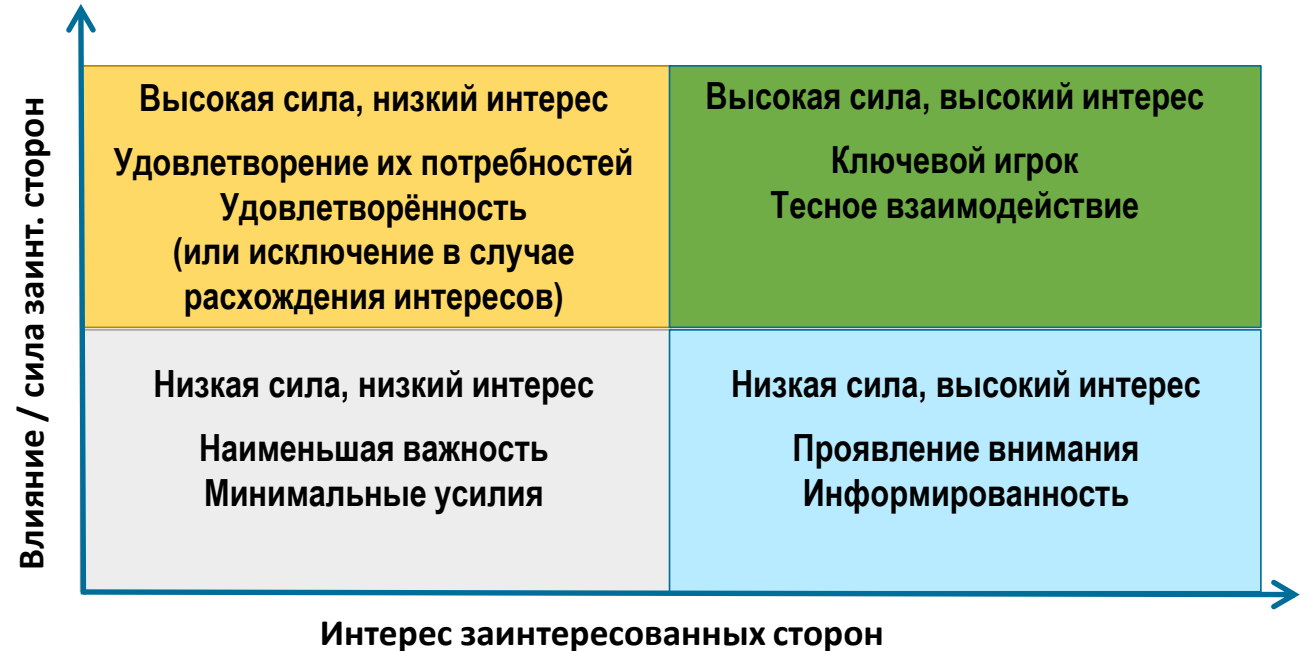 Влияние / сила заинт. сторон
Высокая сила, низкий интерес
Удовлетворение их потребностей
Удовлетворённость
(или исключение в случае
расхождения интересов)
Высокая сила, высокий интерес
Ключевой игрок
Тесное взаимодействие
Низкая сила, низкий интерес
Наименьшая важность
Минимальные усилия
Низкая сила, высокий интерес
Проявление внимания
Информированность
Интерес заинтересованных сторон